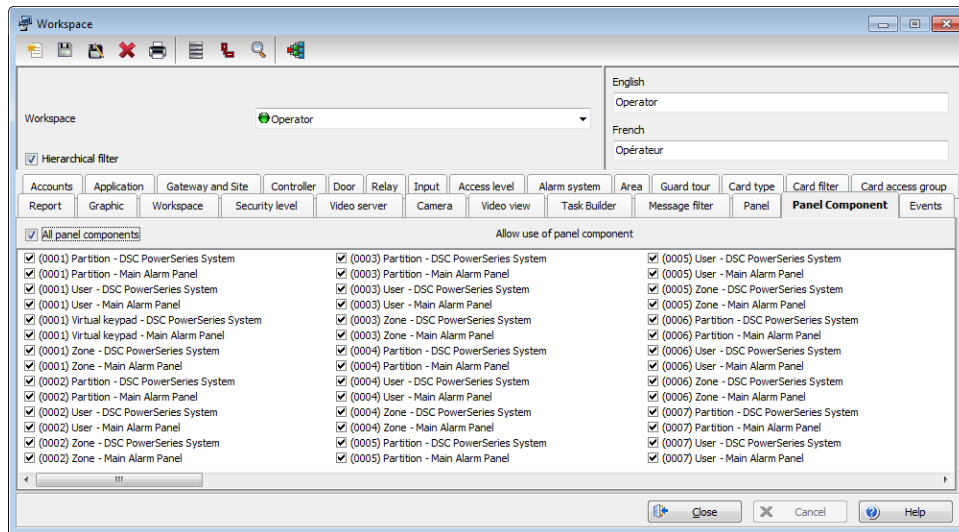 Workspace
English
Operator
Workspace
Operator
French
Opérateur
Hierarchical filter
Accounts Application Gateway and Site Controller Door Relay Input Access level Alarm system Area Guard tour Card type Card filter Card access group
Report Graphic Workspace Security level Video server Camera Video view Task Builder Message filter Panel Panel Component Events
All panel components Allow use of panel component
(0001) Partition - DSC PowerSeries System (0003) Partition - DSC PowerSeries System (0005) User - DSC PowerSeries System
(0001) Partition - Main Alarm Panel (0003) Partition - Main Alarm Panel (0005) User - Main Alarm Panel
(0001) User - DSC PowerSeries System (0003) User - DSC PowerSeries System (0005) Zone - DSC PowerSeries System
(0001) User - Main Alarm Panel (0003) User - Main Alarm Panel (0005) Zone - Main Alarm Panel
(0001) Virtual keypad - DSC PowerSeries System (0003) Zone - DSC PowerSeries System (0006) Partition - DSC PowerSeries System
(0001) Virtual keypad - Main Alarm Panel (0003) Zone - Main Alarm Panel (0006) Partition - Main Alarm Panel
(0001) Zone - DSC PowerSeries System (0004) Partition - DSC PowerSeries System (0006) User - DSC PowerSeries System
(0001) Zone - Main Alarm Panel (0004) Partition - Main Alarm Panel (0006) User - Main Alarm Panel
(0002) Partition - DSC PowerSeries System (0004) User - DSC PowerSeries System (0006) Zone - DSC PowerSeries System
(0002) Partition - Main Alarm Panel (0004) User - Main Alarm Panel (0006) Zone - Main Alarm Panel
(0002) User - DSC PowerSeries System (0004) Zone - DSC PowerSeries System (0007) Partition - DSC PowerSeries System
(0002) User - Main Alarm Panel (0004) Zone - Main Alarm Panel (0007) Partition - Main Alarm Panel
(0002) Zone - DSC PowerSeries System (0005) Partition - DSC PowerSeries System (0007) User - DSC PowerSeries System
(0002) Zone - Main Alarm Panel (0005) Partition - Main Alarm Panel (0007) User - Main Alarm Panel
Close Cancel Help